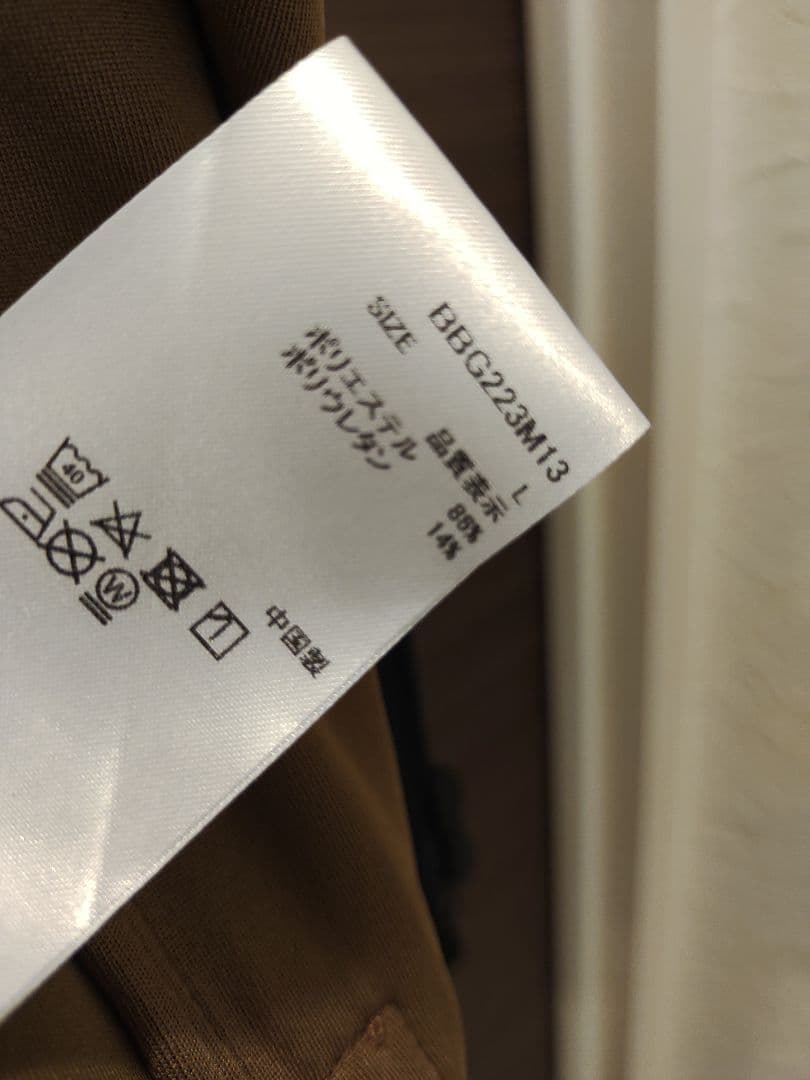 BBG223M13
SIZE L
品質表示
ポリエステル 86%
ポリウレタン 14%
40
W
中国製